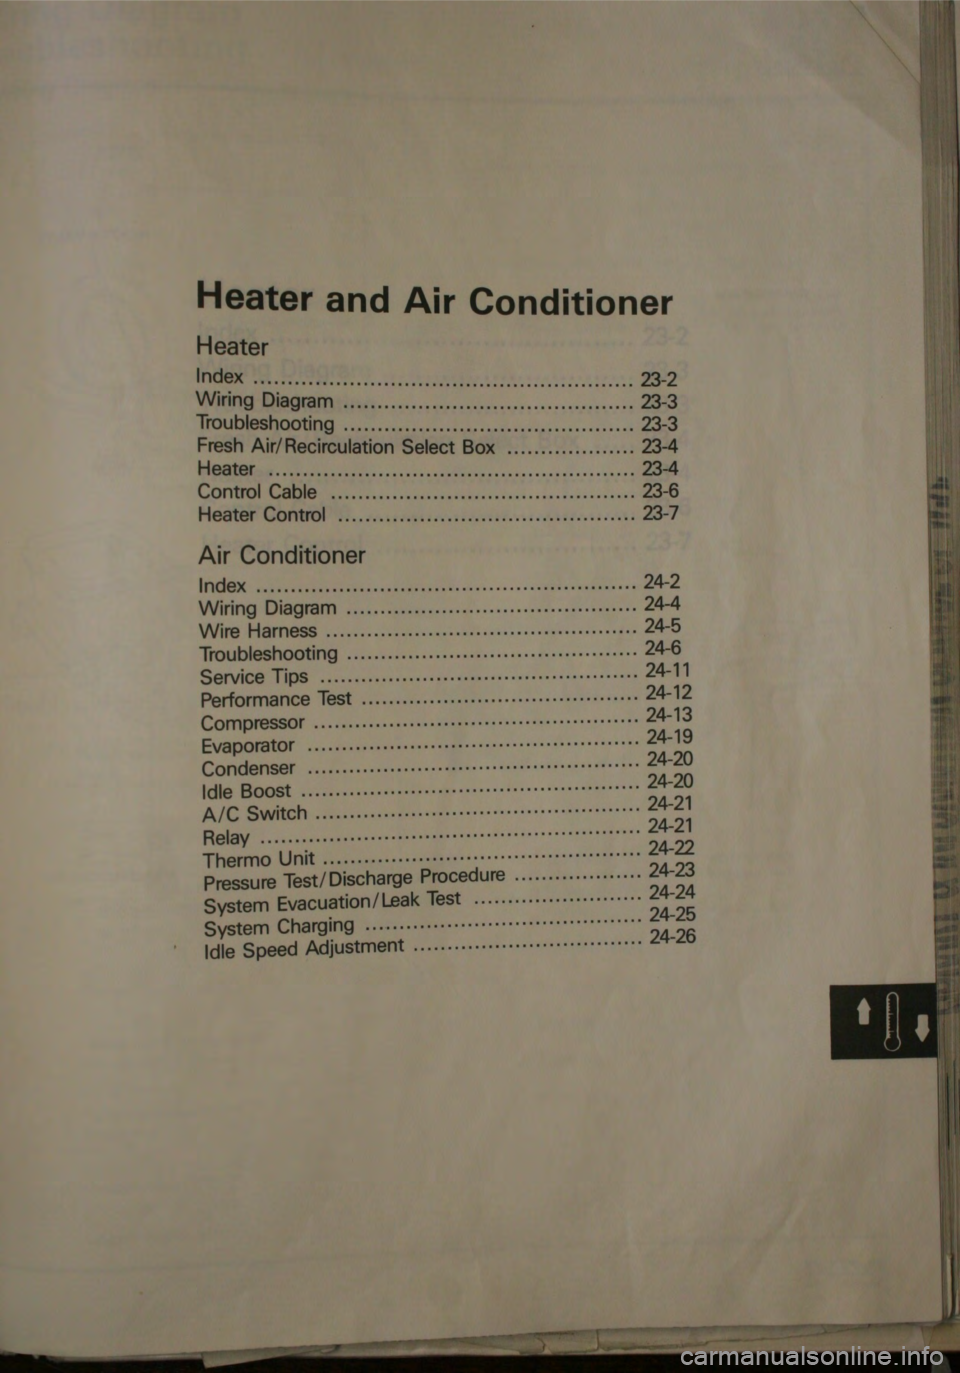 Heater and Air Conditioner
Heater
Index ........................................................ 23-2
Wiring Diagram ........................................... 23-3
Troubleshooting ........................................... 23-3
Fresh Air/Recirculation Select Box ................... 23-4
Heater ...................................................... 23-4
Control Cable ............................................. 23-6
Heater Control ............................................ 23-7
Air Conditioner
Index ........................................................ 24-2
Wiring Diagram ........................................... 24-4
Wire Harness .............................................. 24-5
Troubleshooting ........................................... 24-6
Service Tips ............................................... 24-11
Performance Test ......................................... 24-12
Compressor ................................................ 24-13
Evaporator ................................................. 24-19
Condenser ................................................. 24-20
Idle Boost .................................................. 24-20
A/C Switch ................................................ 24-21
Relay ........................................................ 24-21
Thermo Unit ............................................... 24-22
Pressure Test/Discharge Procedure ................... 24-23
System Evacuation/Leak Test ......................... 24-24
System Charging ......................................... 24-25
Idle Speed Adjustment .................................. 24-26
carmanualsonline.info